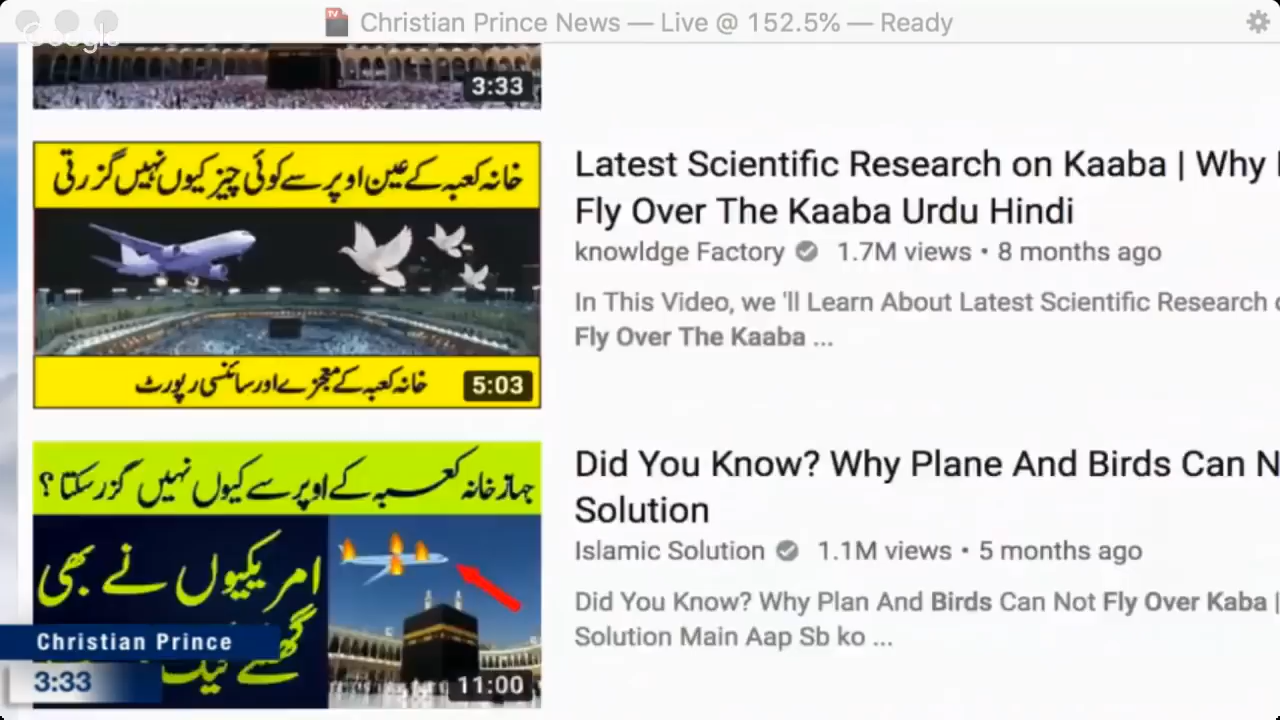 Christian Prince News — Live @ 152.5% — Ready
Google
3:33
خانہ کعبہ کے عین اوپر سے کوئی چیز کیوں نہیں گزرتی
Latest Scientific Research on Kaaba | Why
Fly Over The Kaaba Urdu Hindi
knowldge Factory 1.7M views • 8 months ago
In This Video, we 'll Learn About Latest Scientific Research
Fly Over The Kaaba ...
خانہ کعبہ کے معجزے اور سائنسی رپورٹ
5:03
جہاز خانہ کعبہ کے اوپر سے کیوں نہیں گزر سکتا ؟
Did You Know? Why Plane And Birds Can N
Solution
Islamic Solution 1.1M views • 5 months ago
امریکیوں نے بھی
Did You Know? Why Plan And Birds Can Not Fly Over Kaba |
Solution Main Aap Sb ko ...
11:00
Christian Prince
3:33